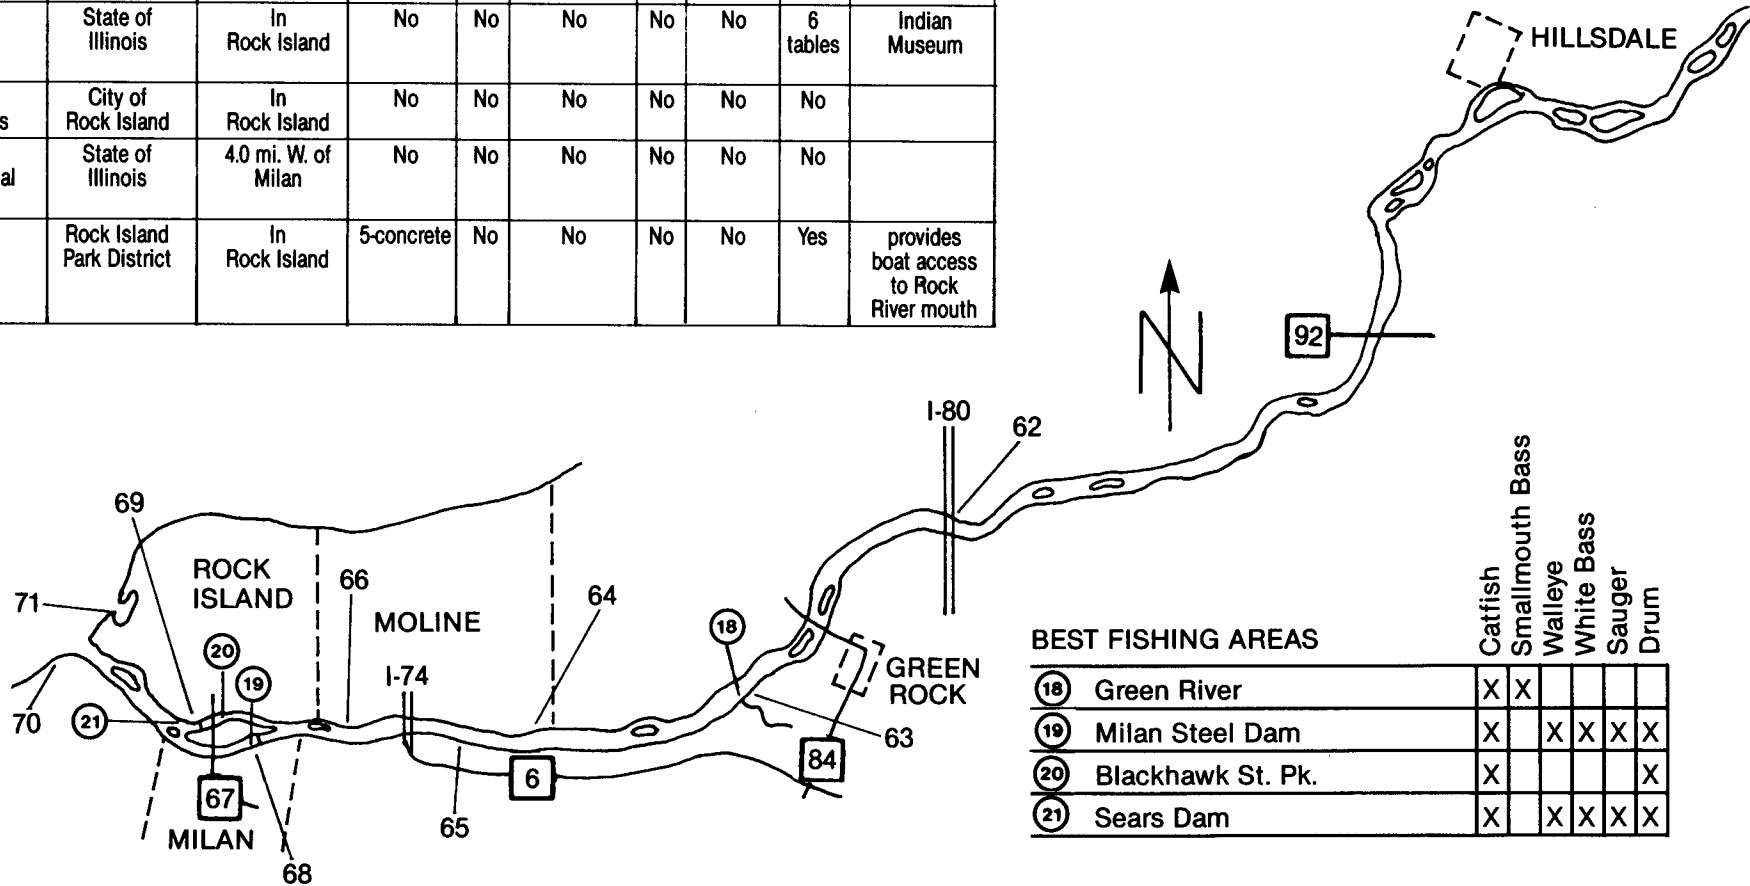 State of Illinois In Rock Island No No No No No 6 tables Indian Museum
s City of Rock Island In Rock Island No No No No No No
al State of Illinois 4.0 mi. W. of Milan No No No No No No
Rock Island Park District In Rock Island 5-concrete No No No No Yes provides boat access to Rock River mouth
HILLSDALE
92
N
I-80
62
69
ROCK
ISLAND
66
MOLINE
64
71
18
20
19
I-74
GREEN
ROCK
70
21
63
84
6
67
65
MILAN
68
Catfish
Smallmouth Bass
Walleye
White Bass
Sauger
Drum
BEST FISHING AREAS
18 Green River X X
19 Milan Steel Dam X X X X X
20 Blackhawk St. Pk. X X
21 Sears Dam X X X X X